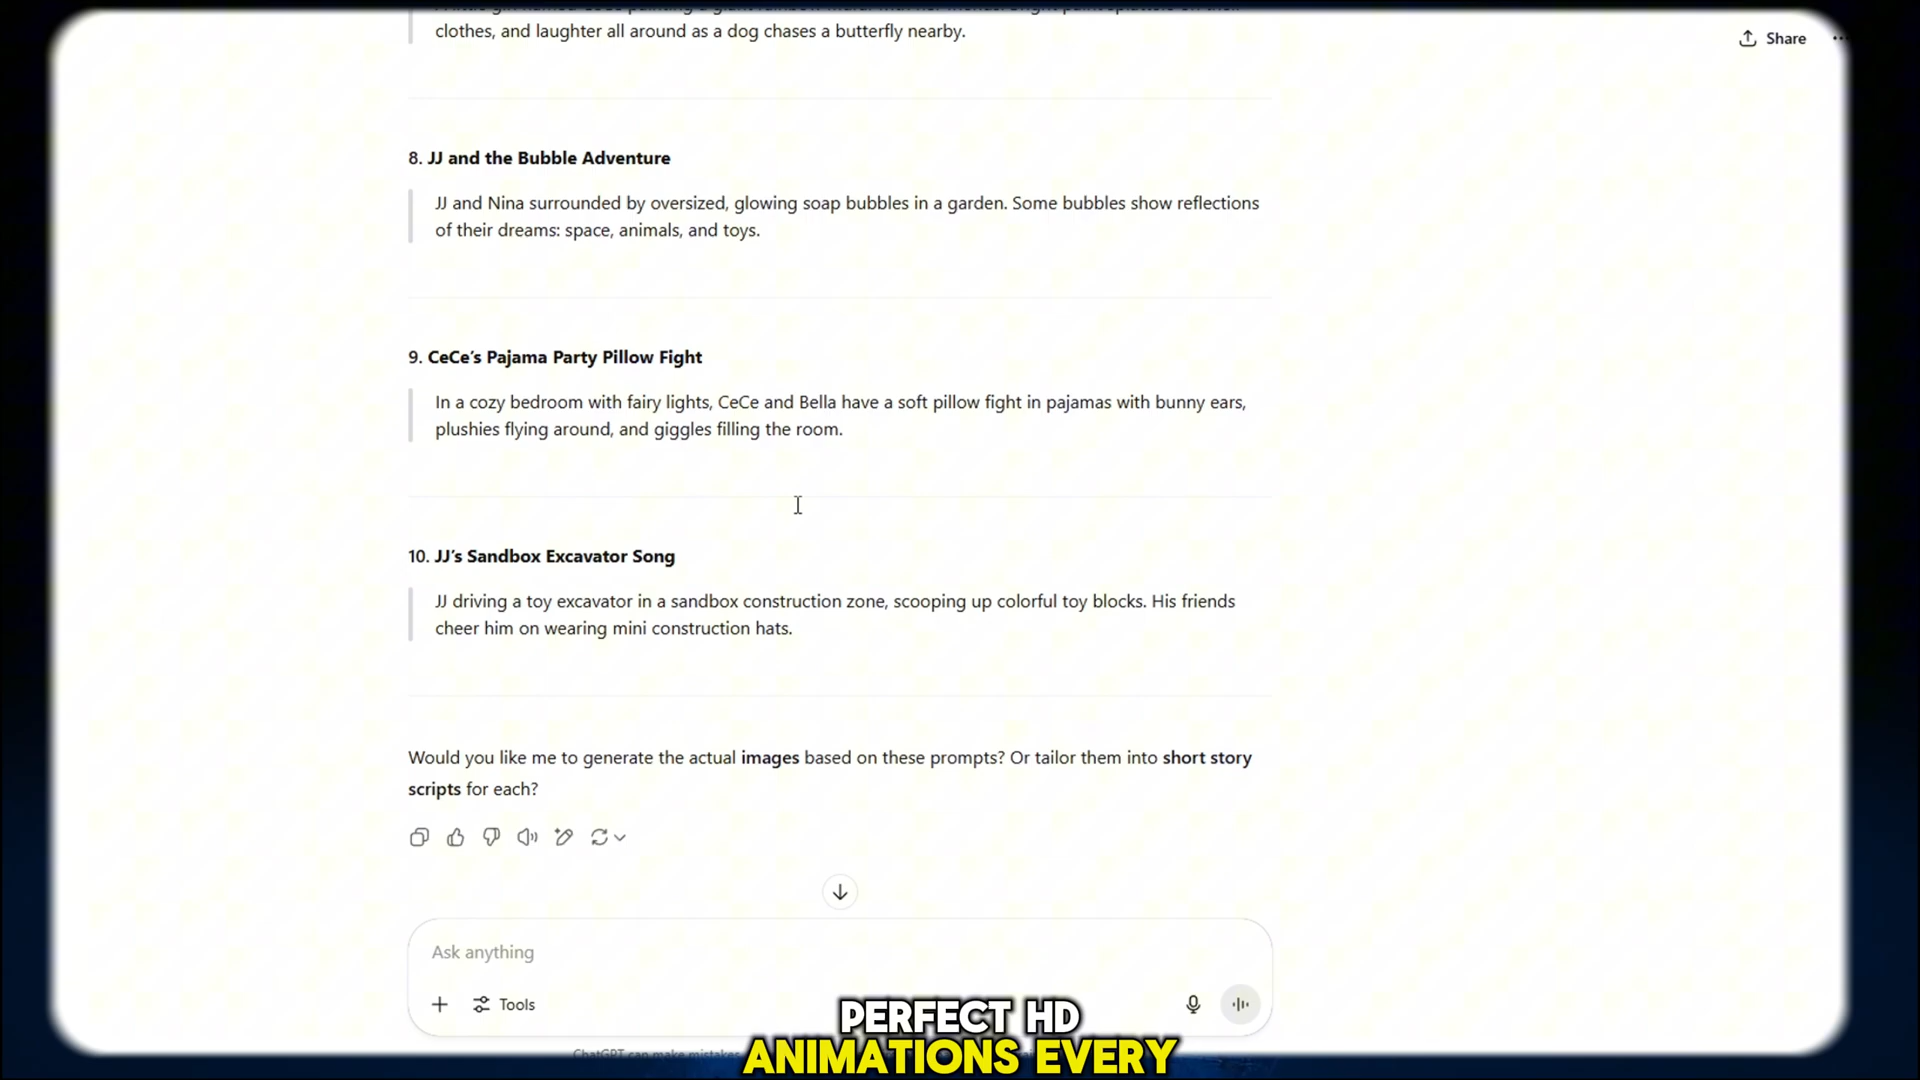 clothes, and laughter all around as a dog chases a butterfly nearby.
Share
8. JJ and the Bubble Adventure
JJ and Nina surrounded by oversized, glowing soap bubbles in a garden. Some bubbles show reflections
of their dreams: space, animals, and toys.
9. CeCe’s Pajama Party Pillow Fight
In a cozy bedroom with fairy lights, CeCe and Bella have a soft pillow fight in pajamas with bunny ears,
plushies flying around, and giggles filling the room.
10. JJ’s Sandbox Excavator Song
JJ driving a toy excavator in a sandbox construction zone, scooping up colorful toy blocks. His friends
cheer him on wearing mini construction hats.
Would you like me to generate the actual images based on these prompts? Or tailor them into short story
scripts for each?
Ask anything
Tools
PERFECT HD
ChatGPT can make mistakes
ANIMATIONS EVERY